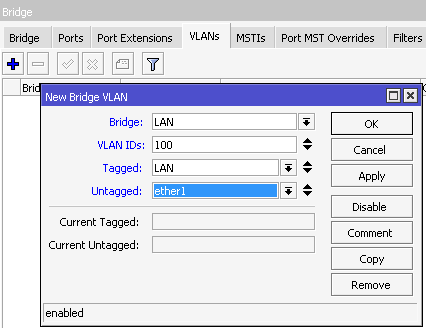 Bridge
Bridge Ports Port Extensions VLANs MSTIs Port MST Overrides Filters
New Bridge VLAN
Bridge: LAN OK
VLAN IDs: 100 Cancel
Tagged: LAN Apply
Untagged: ether1
Disable
Current Tagged: Comment
Current Untagged: Copy
Remove
enabled